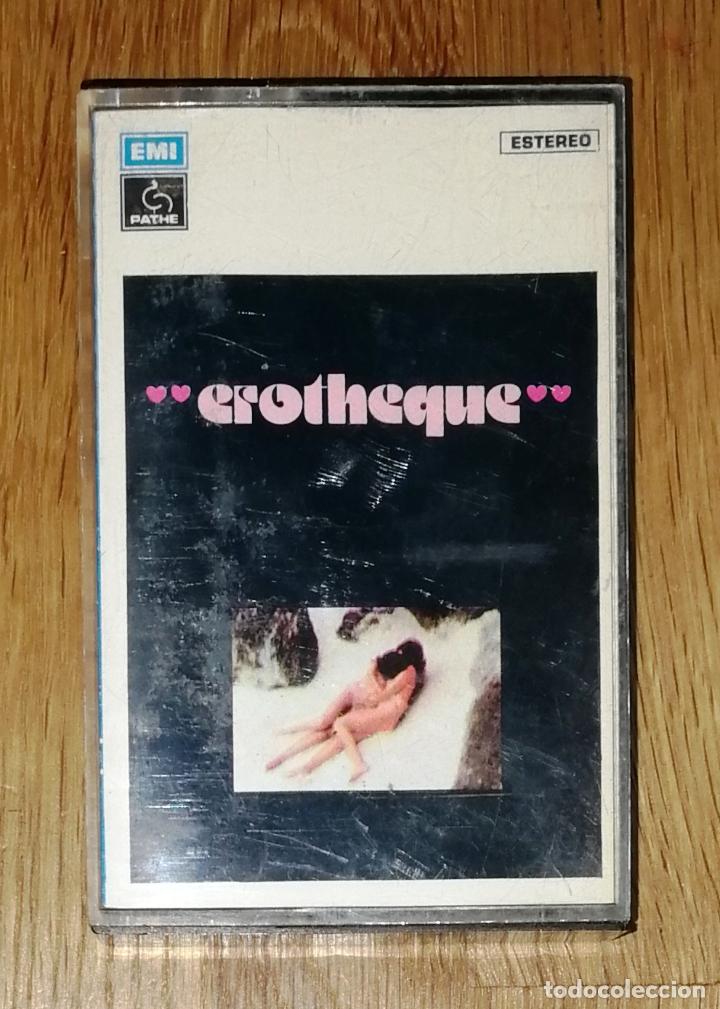 EMI
PATHE
ESTEREO
erotheque
todocoleccion